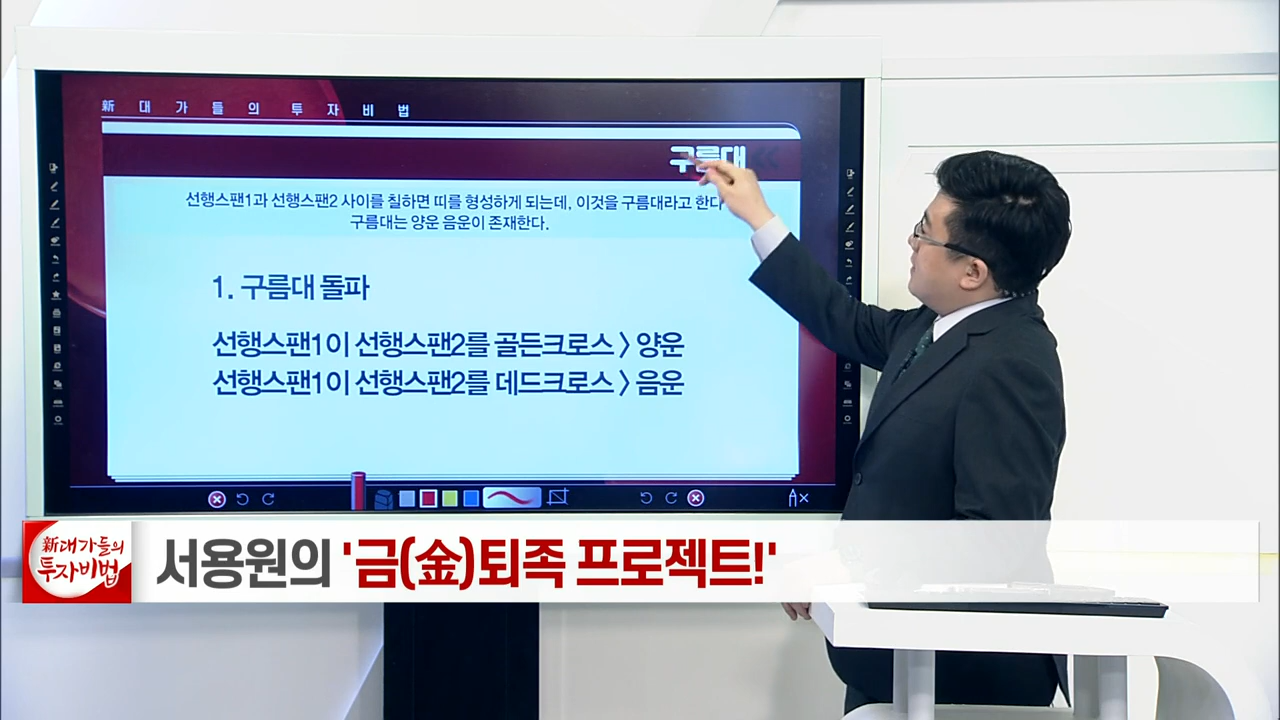 新 대 가 들 의 투 자 비 법
구름대
선행스팬1과 선행스팬2 사이를 칠하면 띠를 형성하게 되는데, 이것을 구름대라고 한다
구름대는 양운 음운이 존재한다.
1. 구름대 돌파
선행스팬1이 선행스팬2를 골든크로스 > 양운
선행스팬1이 선행스팬2를 데드크로스 > 음운
新대가들의
투자비법
서용원의 '금(金)퇴족 프로젝트!'